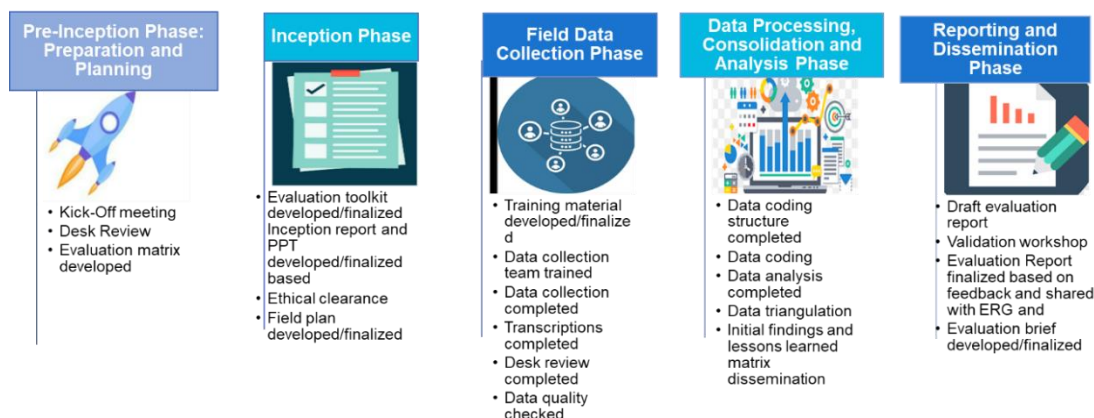 Pre-Inception Phase:
Preparation and
Planning
• Kick-Off meeting
• Desk Review
• Evaluation matrix
developed
Inception Phase
• Evaluation toolkit
developed/finalized
Inception report and
PPT
developed/finalized
based
• Ethical clearance
• Field plan
developed/finalized
Field Data
Collection Phase
• Training material
developed/finalize
d
• Data collection
team trained
• Data collection
completed
• Transcriptions
completed
• Desk review
completed
• Data quality
checked
Data Processing,
Consolidation and
Analysis Phase
• Data coding
structure
completed
• Data coding
• Data analysis
completed
• Data triangulation
• Initial findings and
lessons learned
matrix
dissemination
Reporting and
Dissemination
Phase
• Draft evaluation
report
• Validation workshop
• Evaluation Report
finalized based on
feedback and shared
with ERG and
• Evaluation brief
developed/finalized